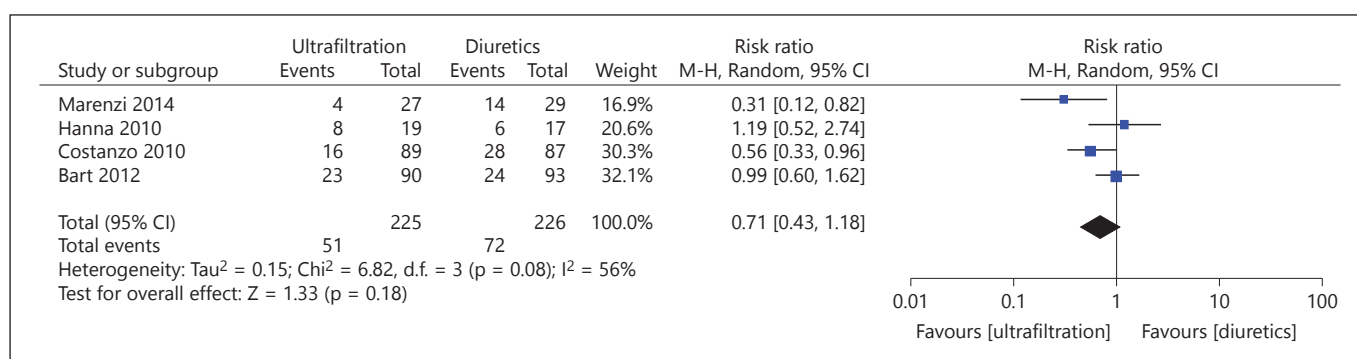 Ultrafiltration Diuretics Risk ratio Risk ratio
Study or subgroup Events Total Events Total Weight M-H, Random, 95% CI M-H, Random, 95% CI
Marenzi 2014 4 27 14 29 16.9% 0.31 [0.12, 0.82]
Hanna 2010 8 19 6 17 20.6% 1.19 [0.52, 2.74]
Costanzo 2010 16 89 28 87 30.3% 0.56 [0.33, 0.96]
Bart 2012 23 90 24 93 32.1% 0.99 [0.60, 1.62]
Total (95% CI) 225 226 100.0% 0.71 [0.43, 1.18]
Total events 51 72
Heterogeneity: Tau² = 0.15; Chi² = 6.82, d.f. = 3 (p = 0.08); I² = 56%
Test for overall effect: Z = 1.33 (p = 0.18)
0.01 0.1 1 10 100
Favours [ultrafiltration] Favours [diuretics]